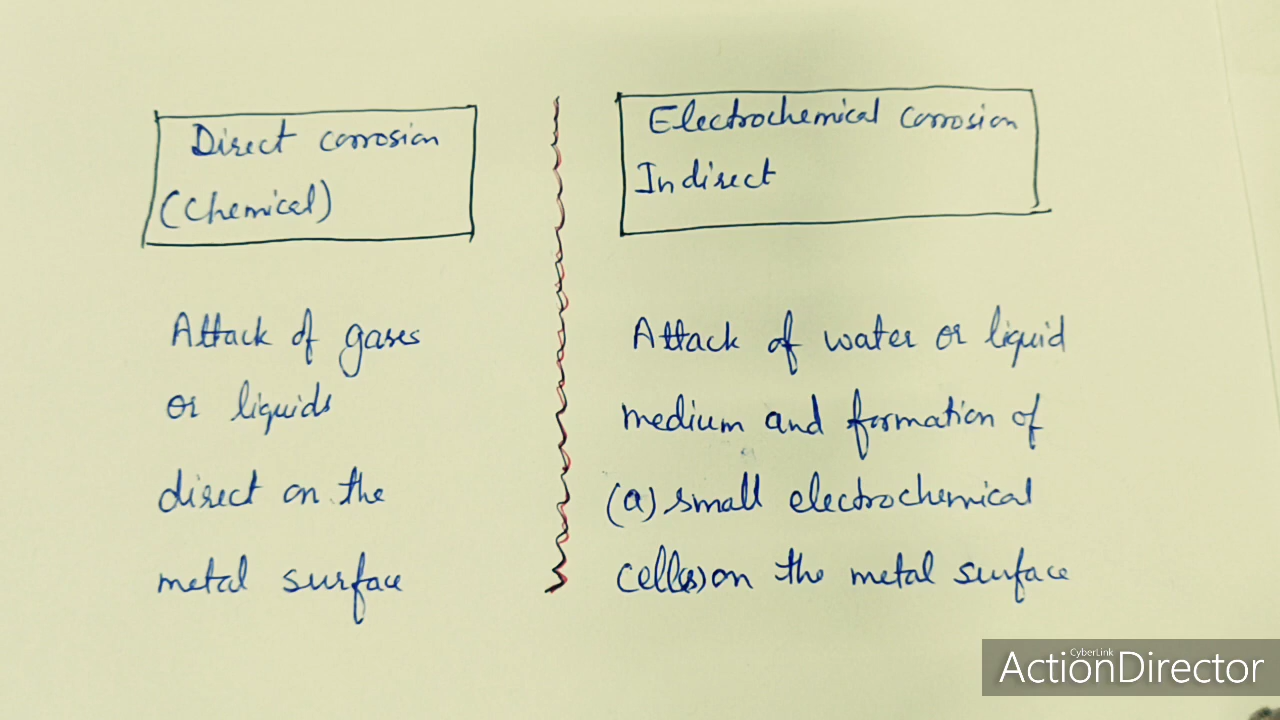 Direct corrosion
(Chemical)
Attack of gases
or liquids
direct on the
metal surface
Electrochemical corrosion
Indirect
Attack of water or liquid
medium and formation of
(a) small electrochemical
cell(s) on the metal surface
CyberLink
ActionDirector